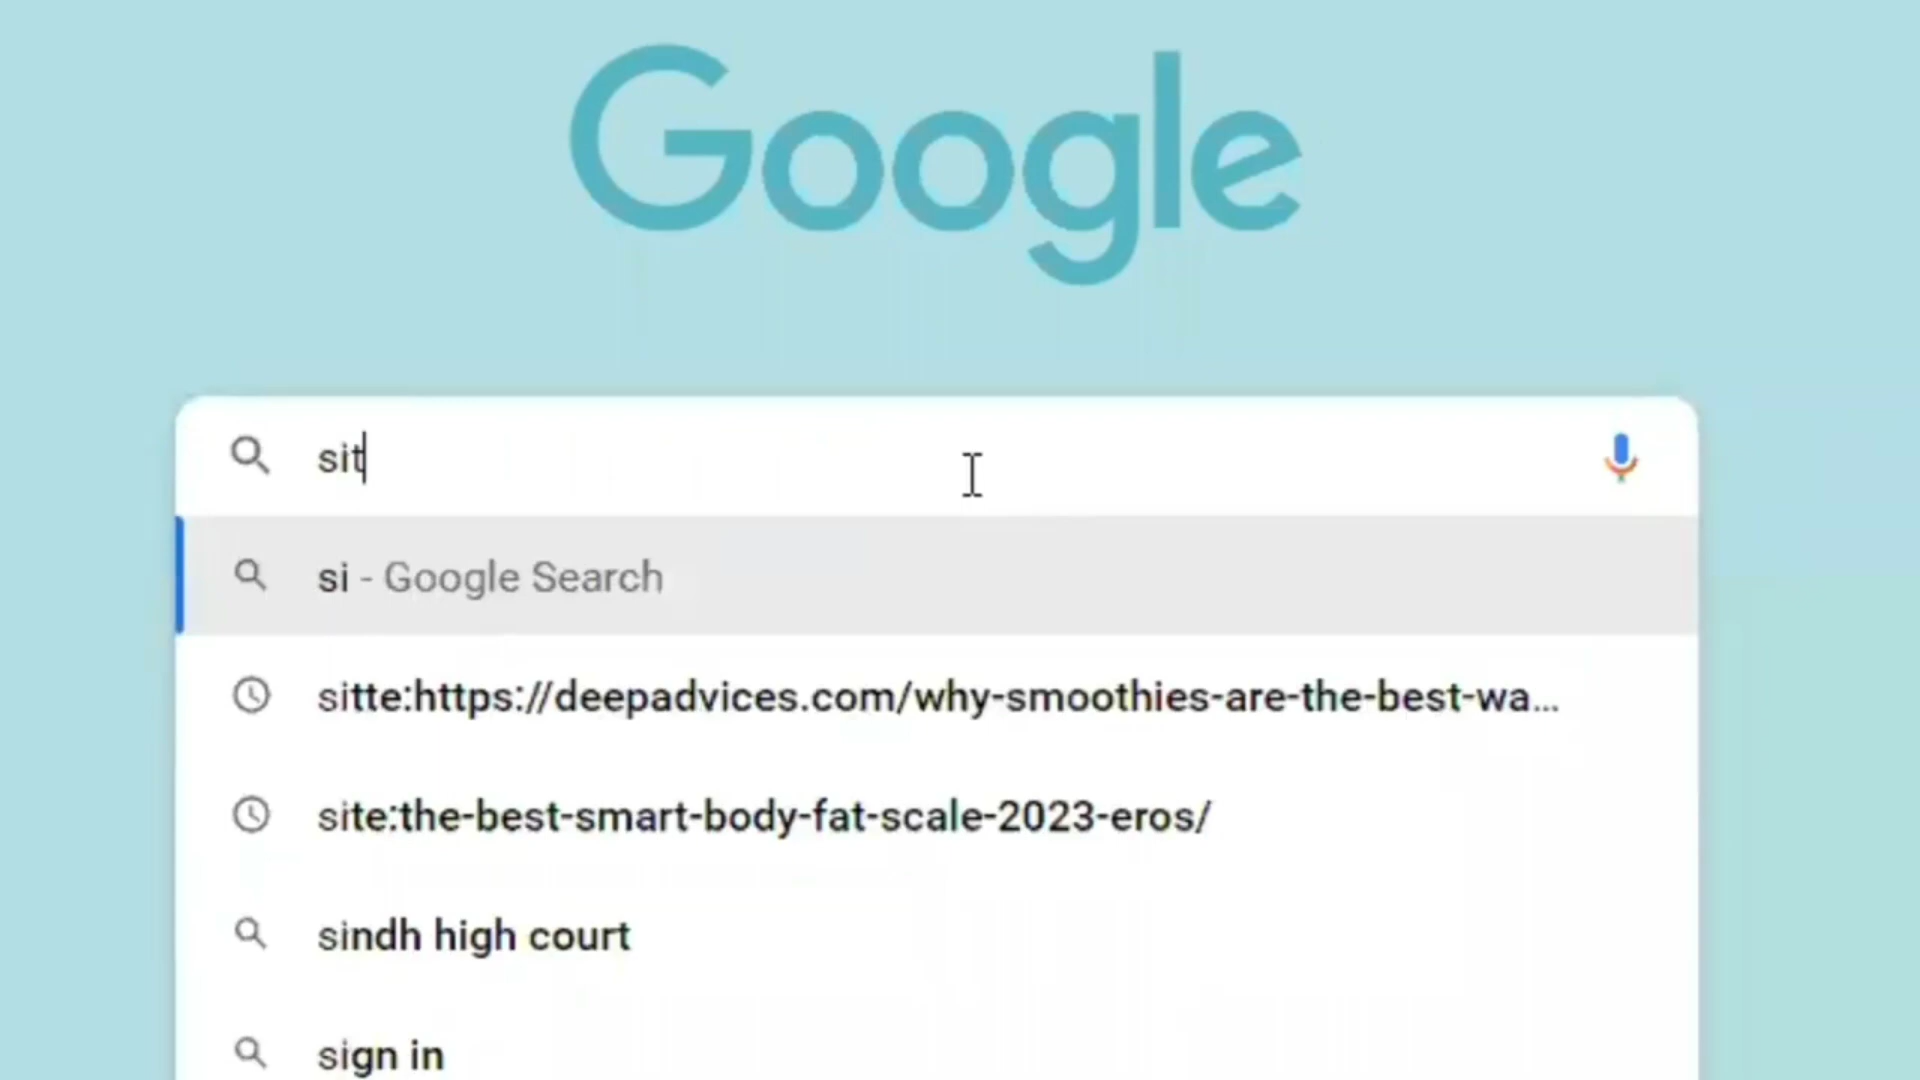 Google
sit
si - Google Search
sitte:https://deepadvices.com/why-smoothies-are-the-best-wa...
site:the-best-smart-body-fat-scale-2023-eros/
sindh high court
sign in